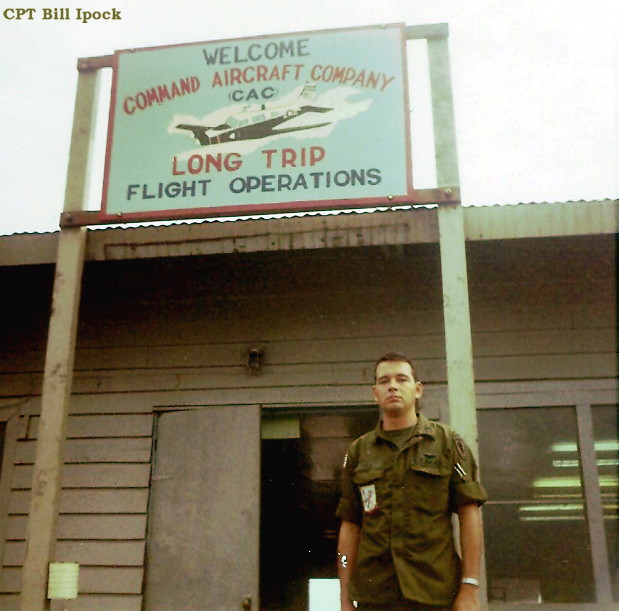 CPT Bill Ipock
WELCOME
COMMAND AIRCRAFT COMPANY
(CAC)
LONG TRIP
FLIGHT OPERATIONS